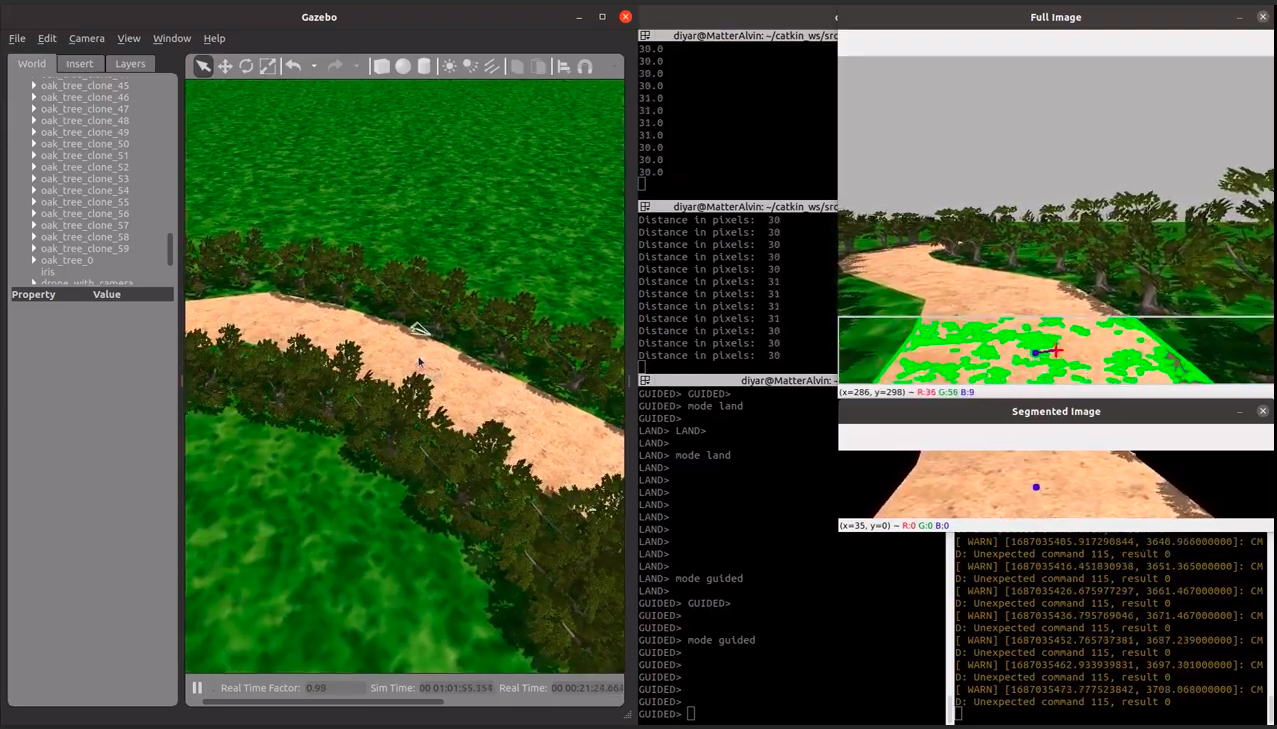 Gazebo
File Edit Camera View Window Help
World Insert Layers
oak_tree_clone_45
oak_tree_clone_46
oak_tree_clone_47
oak_tree_clone_48
oak_tree_clone_49
oak_tree_clone_50
oak_tree_clone_51
oak_tree_clone_52
oak_tree_clone_53
oak_tree_clone_54
oak_tree_clone_55
oak_tree_clone_56
oak_tree_clone_57
oak_tree_clone_58
oak_tree_clone_59
oak_tree_0
iris
drone_with_camera
Property Value
Real Time Factor: 0.99 Sim Time: 00 01:01:55.354 Real Time: 00 00:21:24.664
diyar@MatterAlvin: ~/catkin_ws/src
30.0
30.0
30.0
30.0
31.0
31.0
31.0
31.0
30.0
30.0
30.0
diyar@MatterAlvin: ~/catkin_ws/src
Distance in pixels: 30
Distance in pixels: 30
Distance in pixels: 30
Distance in pixels: 30
Distance in pixels: 30
Distance in pixels: 31
Distance in pixels: 31
Distance in pixels: 31
Distance in pixels: 31
Distance in pixels: 30
Distance in pixels: 30
Distance in pixels: 30
diyar@MatterAlvin: ~
GUIDED> GUIDED>
GUIDED> mode land
GUIDED>
LAND> LAND>
LAND>
LAND> mode land
LAND>
LAND>
LAND>
LAND>
LAND>
LAND>
LAND>
LAND>
LAND>
LAND> mode guided
LAND>
GUIDED> GUIDED>
GUIDED>
GUIDED>
GUIDED> mode guided
GUIDED>
GUIDED>
GUIDED>
GUIDED>
GUIDED>
GUIDED>
Full Image
(x=286, y=298) ~ R:36 G:56 B:9
Segmented Image
(x=35, y=0) ~ R:0 G:0 B:0
[ WARN] [1687035405.917290844, 3640.966000000]: CM
D: Unexpected command 115, result 0
[ WARN] [1687035416.451830938, 3651.365000000]: CM
D: Unexpected command 115, result 0
[ WARN] [1687035426.675977297, 3661.467000000]: CM
D: Unexpected command 115, result 0
[ WARN] [1687035436.795769046, 3671.467000000]: CM
D: Unexpected command 115, result 0
[ WARN] [1687035452.765737381, 3687.239000000]: CM
D: Unexpected command 115, result 0
[ WARN] [1687035462.933939831, 3697.301000000]: CM
D: Unexpected command 115, result 0
[ WARN] [1687035473.777523842, 3708.068000000]: CM
D: Unexpected command 115, result 0